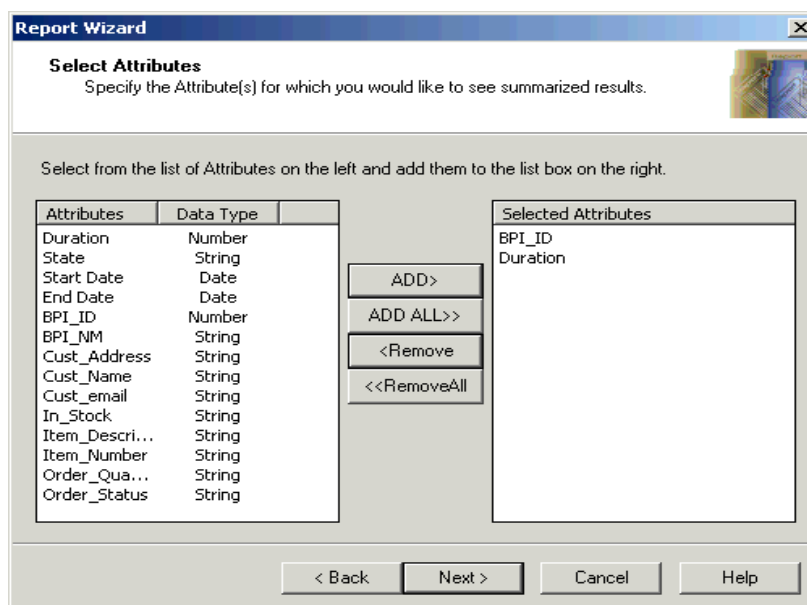 Report Wizard
Select Attributes
Specify the Attribute(s) for which you would like to see summarized results.
Select from the list of Attributes on the left and add them to the list box on the right.
Attributes Data Type
Duration Number
State String
Start Date Date
End Date Date
BPI_ID Number
BPI_NM String
Cust_Address String
Cust_Name String
Cust_email String
In_Stock String
Item_Descri... String
Item_Number String
Order_Qua... String
Order_Status String
ADD>
ADD ALL>>
<Remove
<<RemoveAll
Selected Attributes
BPI_ID
Duration
< Back Next > Cancel Help